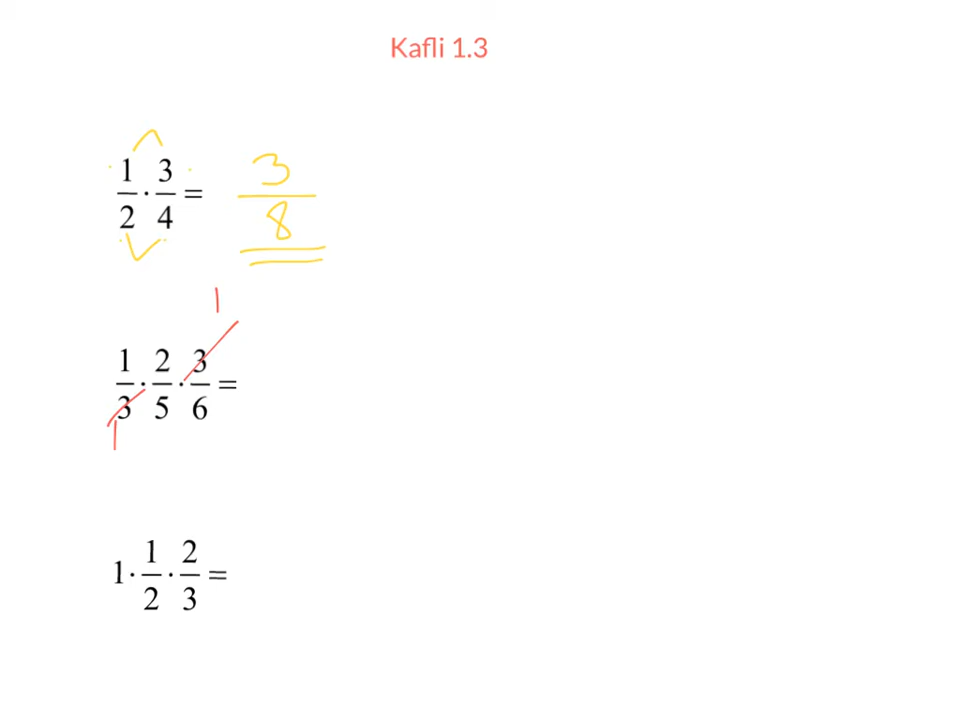 Kafli 1.3
1/2 · 3/4 = 3/8
1
1/3 · 2/5 · 3/6 =
1
1 · 1/2 · 2/3 =